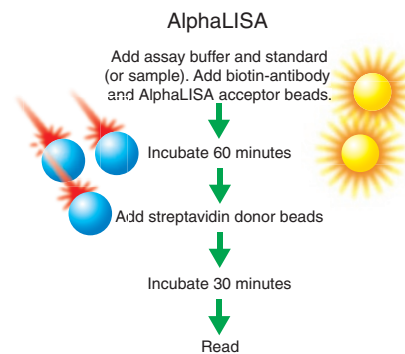 AlphaLISA
Add assay buffer and standard
(or sample). Add biotin-antibody
and AlphaLISA acceptor beads.
Incubate 60 minutes
Add streptavidin donor beads
Incubate 30 minutes
Read